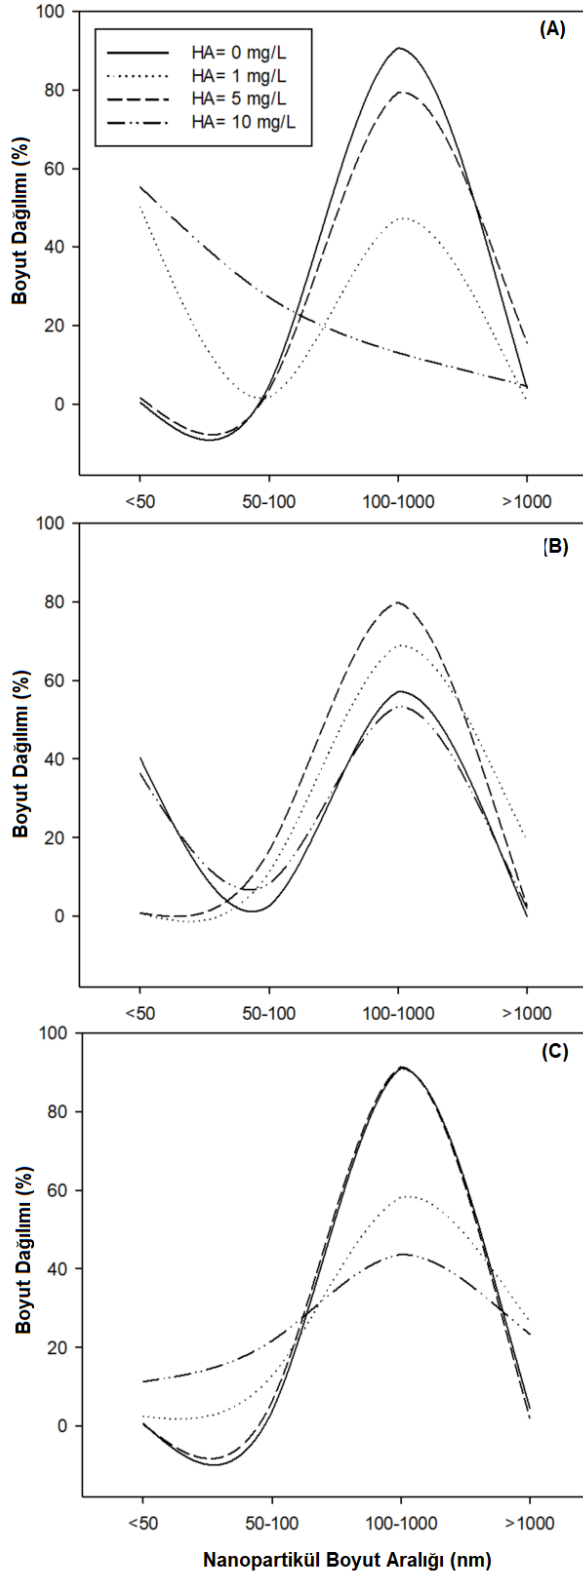 100
(A)
HA= 0 mg/L
HA= 1 mg/L
HA= 5 mg/L
HA= 10 mg/L
80
60
40
20
0
Boyut Dağılımı (%)
<50 50-100 100-1000 >1000
100
(B)
80
60
40
20
0
Boyut Dağılımı (%)
<50 50-100 100-1000 >1000
100
(C)
80
60
40
20
0
Boyut Dağılımı (%)
<50 50-100 100-1000 >1000
Nanopartikül Boyut Aralığı (nm)